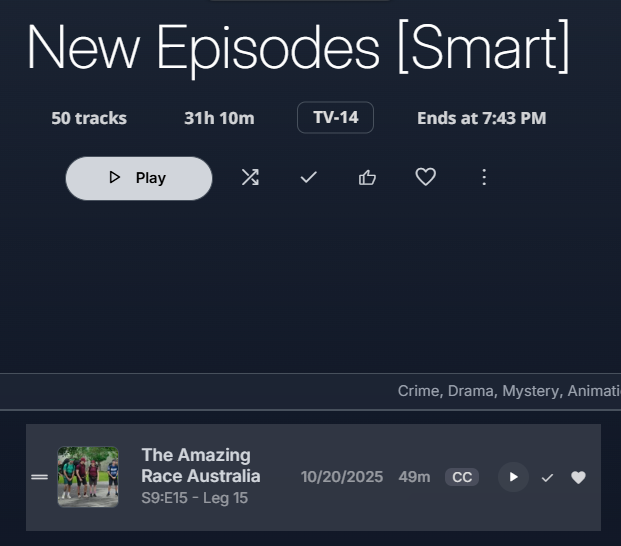 New Episodes [Smart]
50 tracks 31h 10m TV-14 Ends at 7:43 PM
Play
Crime, Drama, Mystery, Animati
The Amazing
Race Australia
10/20/2025 49m CC
S9:E15 - Leg 15